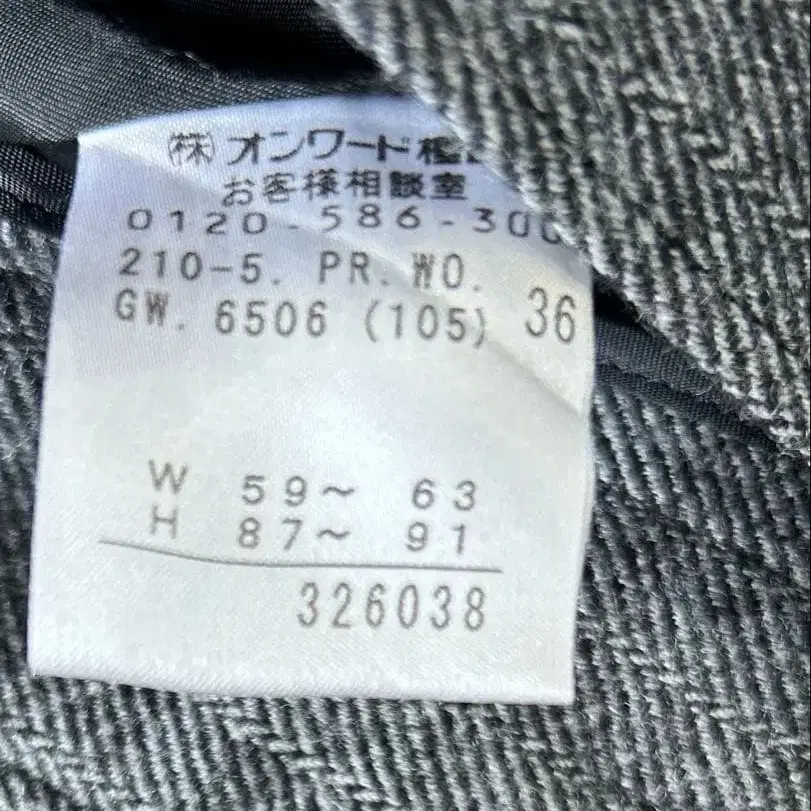 (株)オンワード樫
お客様相談室
0120-586-300
210-5. PR. WO.
GW. 6506 (105) 36
W 59~ 63
H 87~ 91
326038